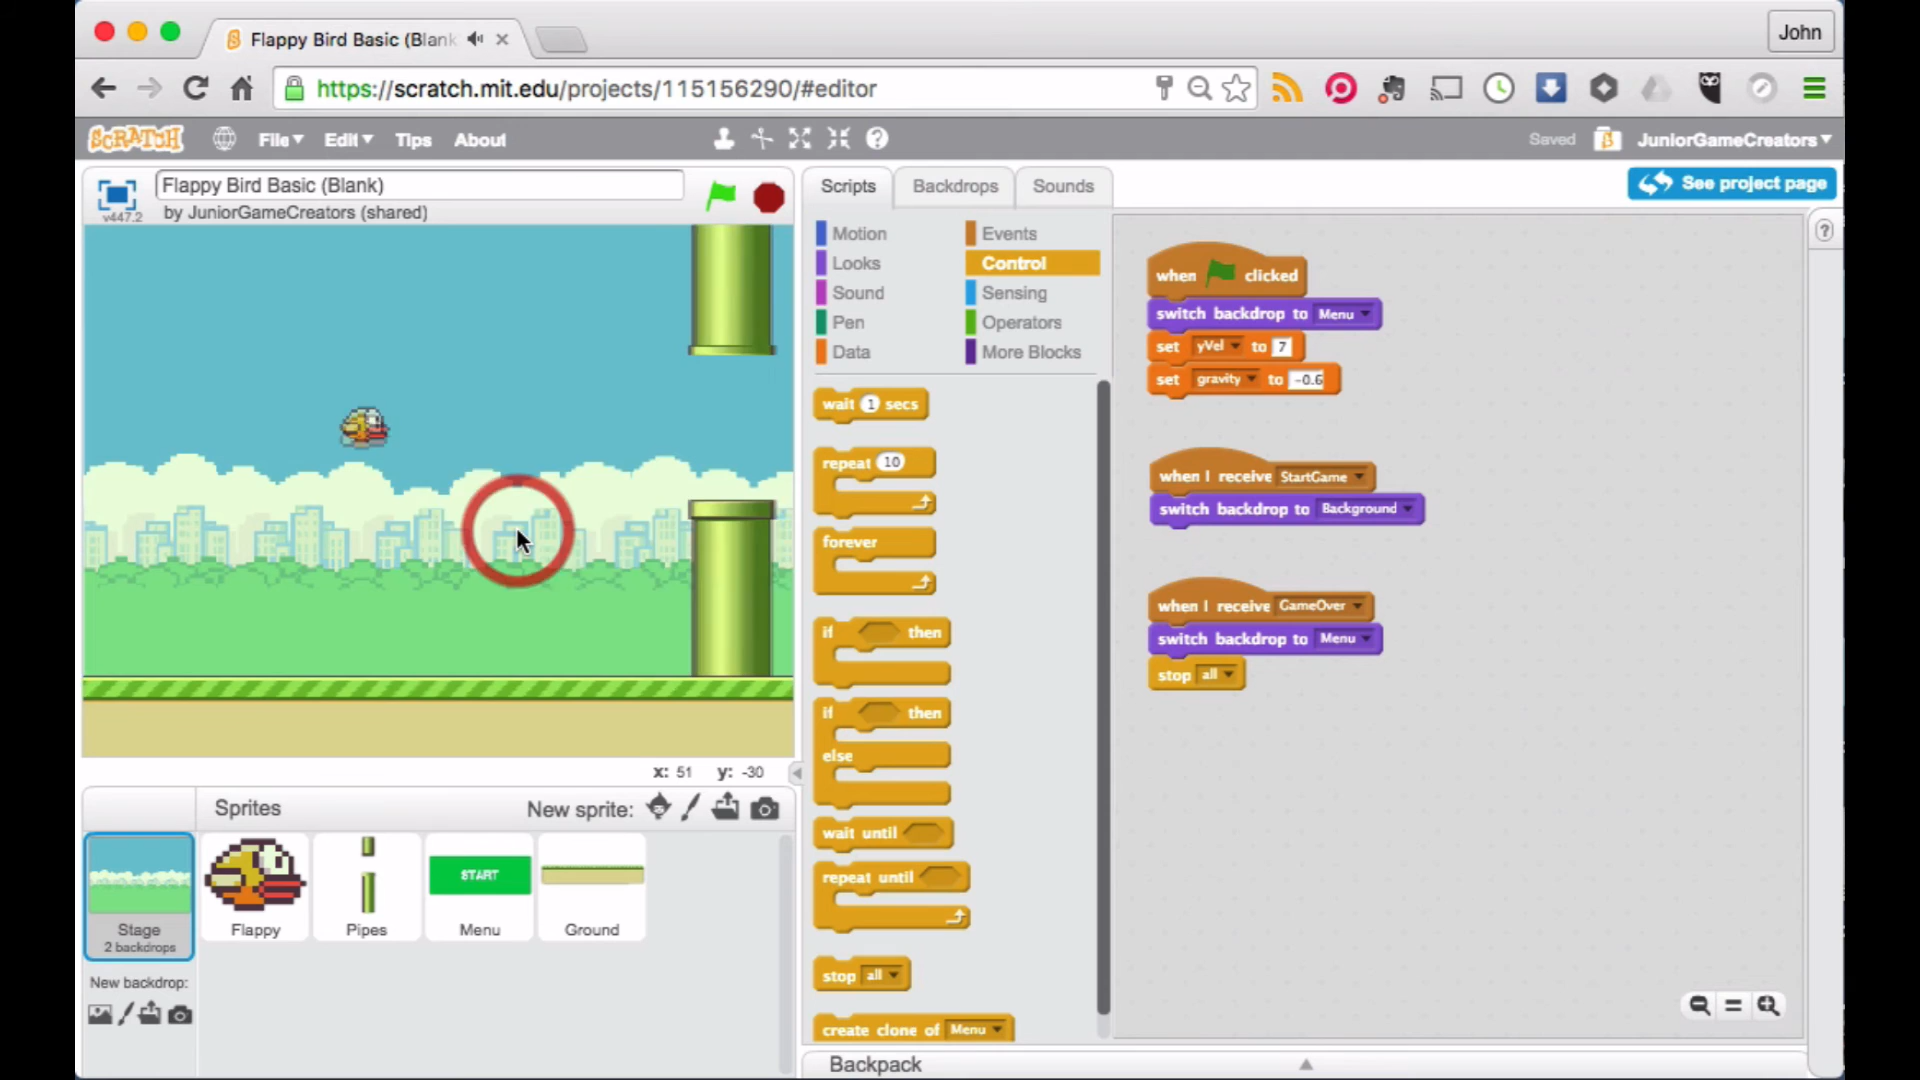 Flappy Bird Basic (Blank
John
https://scratch.mit.edu/projects/115156290/#editor
SCRATCH
File
Edit
Tips
About
Saved
JuniorGameCreators
Flappy Bird Basic (Blank)
by JuniorGameCreators (shared)
v447.2
Scripts
Backdrops
Sounds
See project page
Motion
Looks
Sound
Pen
Data
Events
Control
Sensing
Operators
More Blocks
wait 1 secs
repeat 10
forever
if then
if then
else
wait until
repeat until
stop all
create clone of Menu
when clicked
switch backdrop to Menu
set yVel to 7
set gravity to -0.6
when I receive StartGame
switch backdrop to Background
when I receive GameOver
switch backdrop to Menu
stop all
x: 51 y: -30
Sprites
New sprite:
Stage
2 backdrops
Flappy
Pipes
START
Menu
Ground
New backdrop:
Backpack